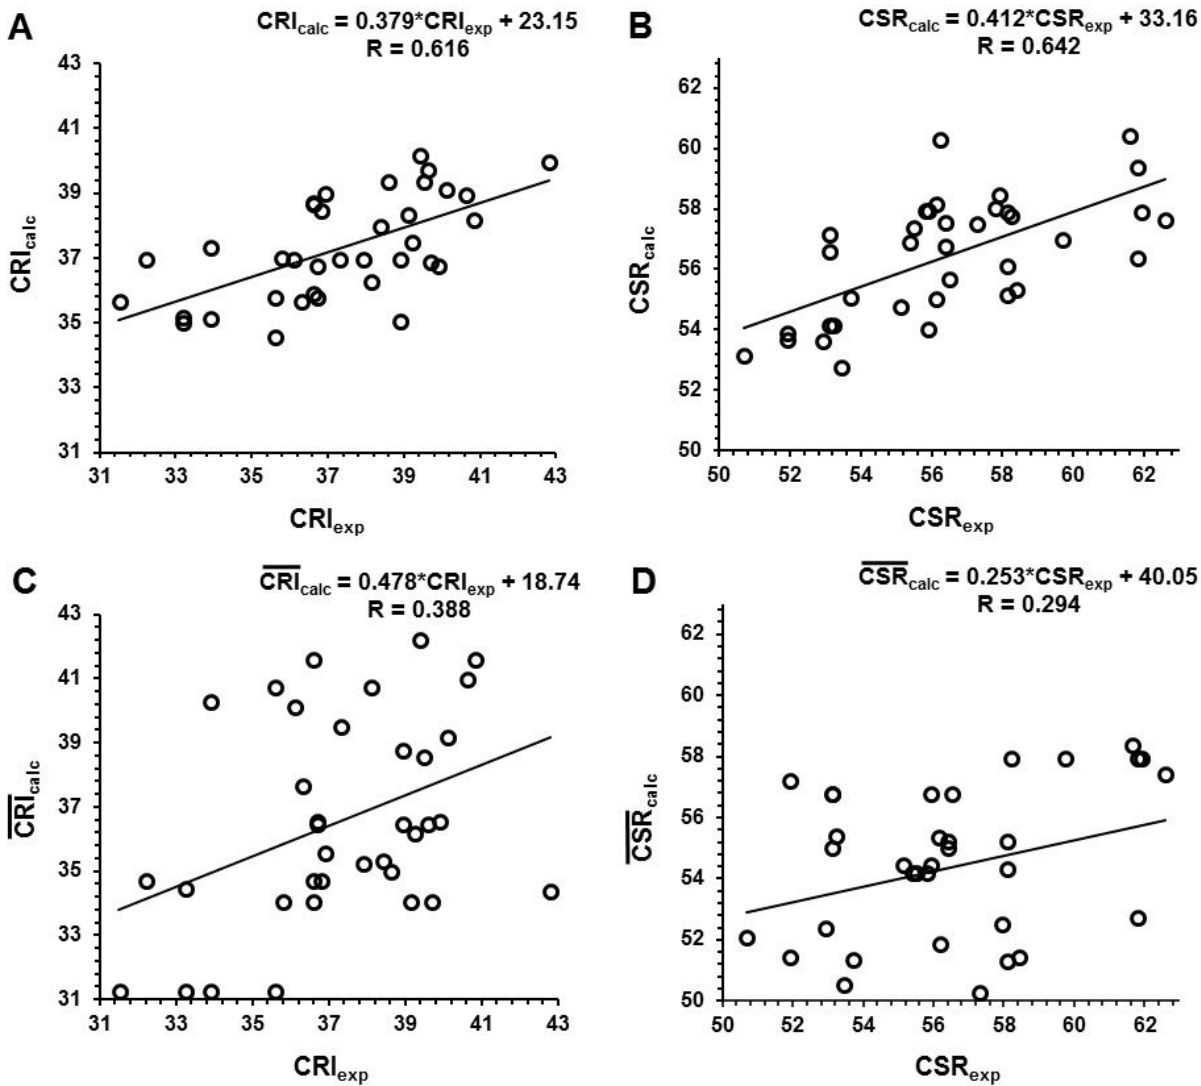 A
CRIcalc = 0.379*CRIexp + 23.15
R = 0.616
43
41
39
37
35
33
31
CRIcalc
31 33 35 37 39 41 43
CRIexp
B
CSRcalc = 0.412*CSRexp + 33.16
R = 0.642
62
60
58
56
54
52
50
CSRcalc
50 52 54 56 58 60 62
CSRexp
C
C̅R̅I̅calc = 0.478*CRIexp + 18.74
R = 0.388
43
41
39
37
35
33
31
C̅R̅I̅calc
31 33 35 37 39 41 43
CRIexp
D
C̅S̅R̅calc = 0.253*CSRexp + 40.05
R = 0.294
62
60
58
56
54
52
50
C̅S̅R̅calc
50 52 54 56 58 60 62
CSRexp